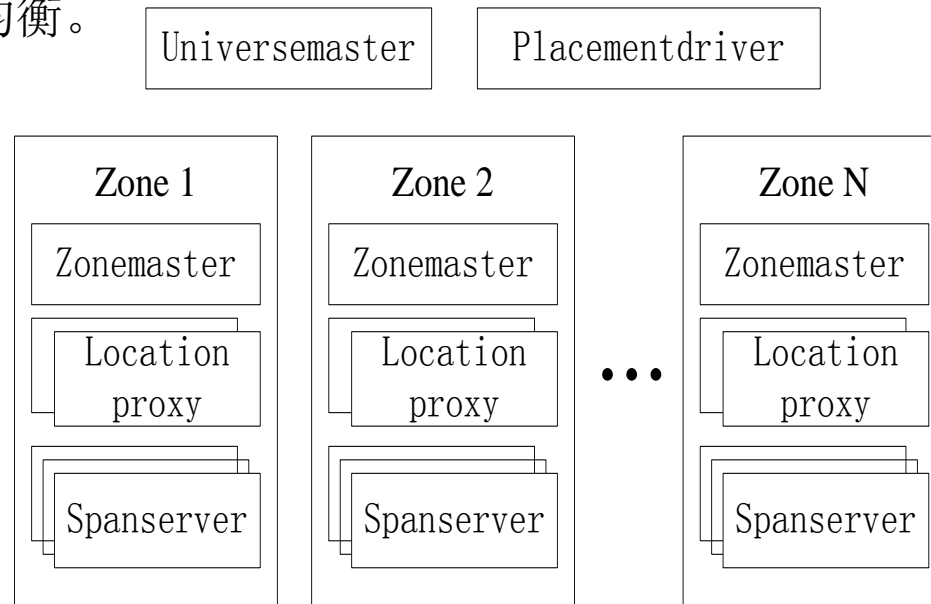 衡。
Universemaster
Placementdriver
Zone 1
Zone 2
Zone N
Zonemaster
Zonemaster
Zonemaster
Location
proxy
Location
proxy
...
Location
proxy
Spanserver
Spanserver
Spanserver